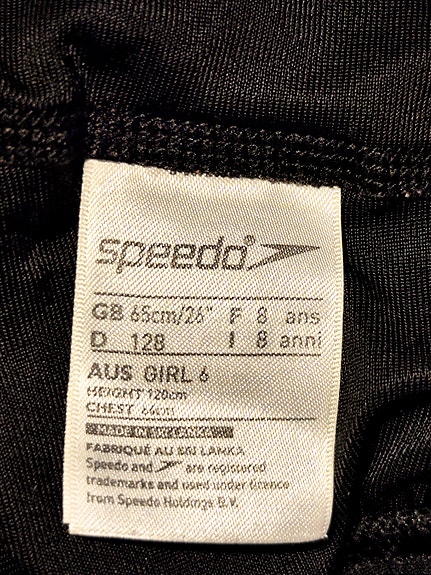 speedo®
GB 65cm/26" F 8 ans
D 128 I 8 anni
AUS GIRL 6
HEIGHT 120cm
CHEST
MADE IN SRI LANKA
FABRIQUÉ AU SRI LANKA
Speedo and are registered
trademarks and used under licence
from Speedo Holdings B.V.